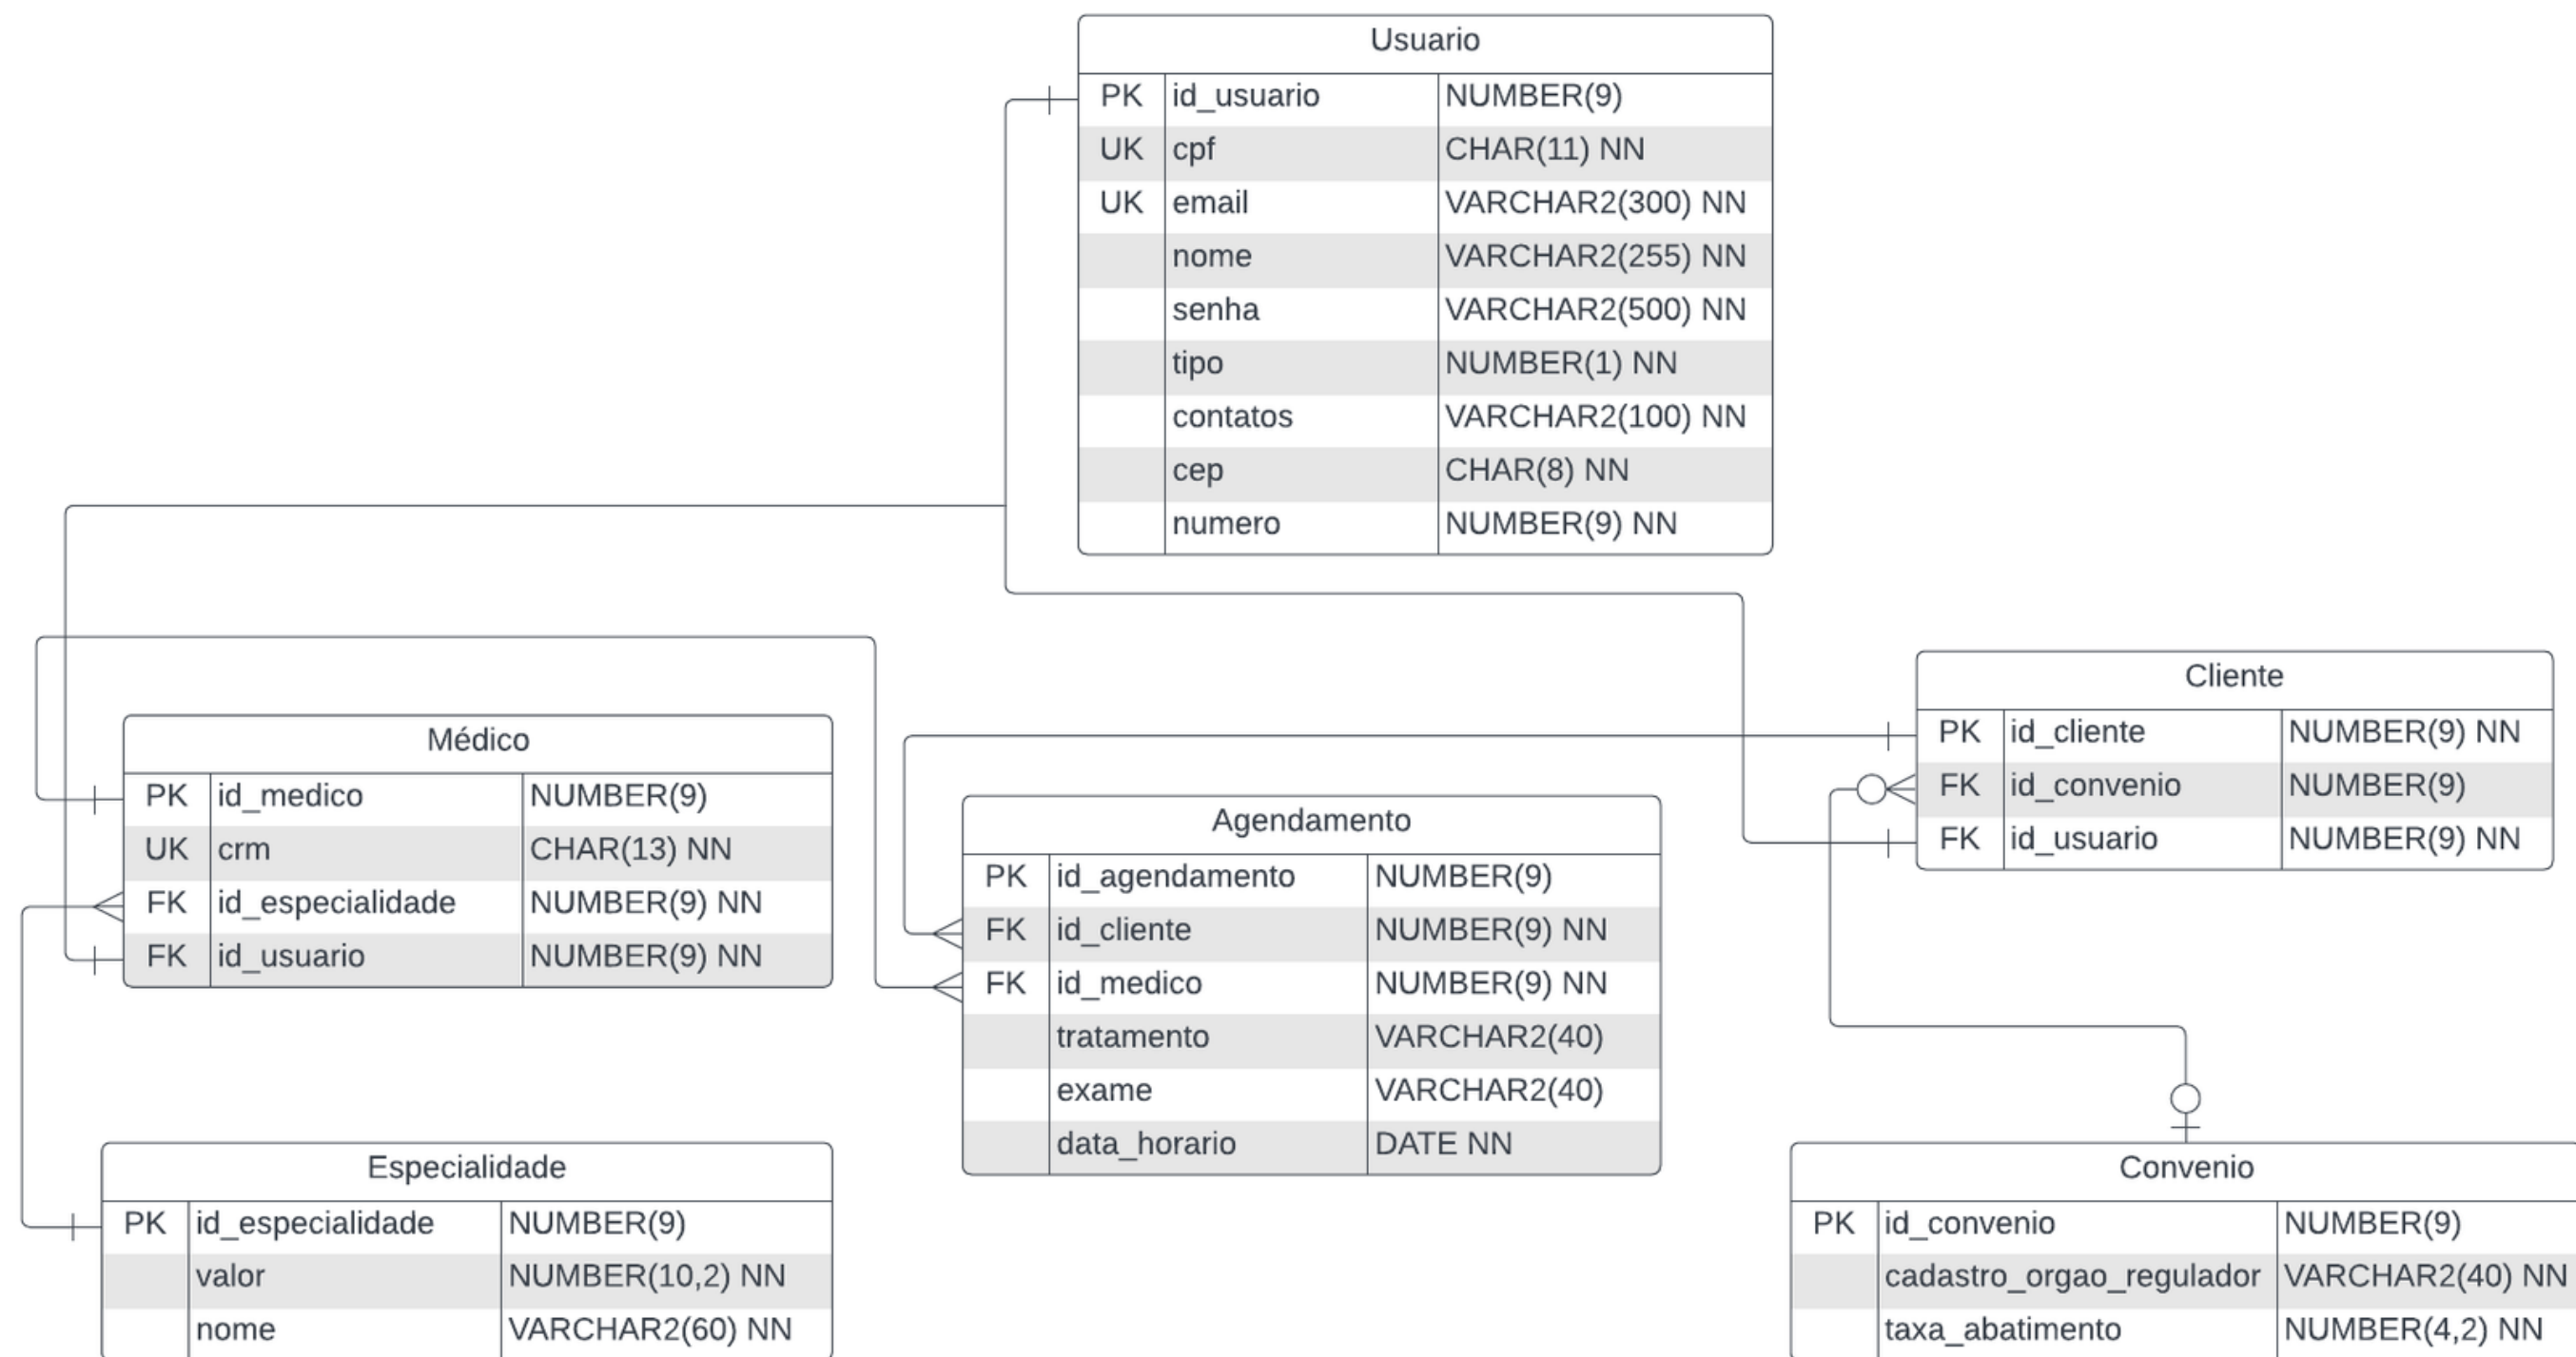 Usuario
PK id_usuario NUMBER(9)
UK cpf CHAR(11) NN
UK email VARCHAR2(300) NN
nome VARCHAR2(255) NN
senha VARCHAR2(500) NN
tipo NUMBER(1) NN
contatos VARCHAR2(100) NN
cep CHAR(8) NN
numero NUMBER(9) NN
Médico
PK id_medico NUMBER(9)
UK crm CHAR(13) NN
FK id_especialidade NUMBER(9) NN
FK id_usuario NUMBER(9) NN
Agendamento
PK id_agendamento NUMBER(9)
FK id_cliente NUMBER(9) NN
FK id_medico NUMBER(9) NN
tratamento VARCHAR2(40)
exame VARCHAR2(40)
data_horario DATE NN
Cliente
PK id_cliente NUMBER(9) NN
FK id_convenio NUMBER(9)
FK id_usuario NUMBER(9) NN
Especialidade
PK id_especialidade NUMBER(9)
valor NUMBER(10,2) NN
nome VARCHAR2(60) NN
Convenio
PK id_convenio NUMBER(9)
cadastro_orgao_regulador VARCHAR2(40) NN
taxa_abatimento NUMBER(4,2) NN